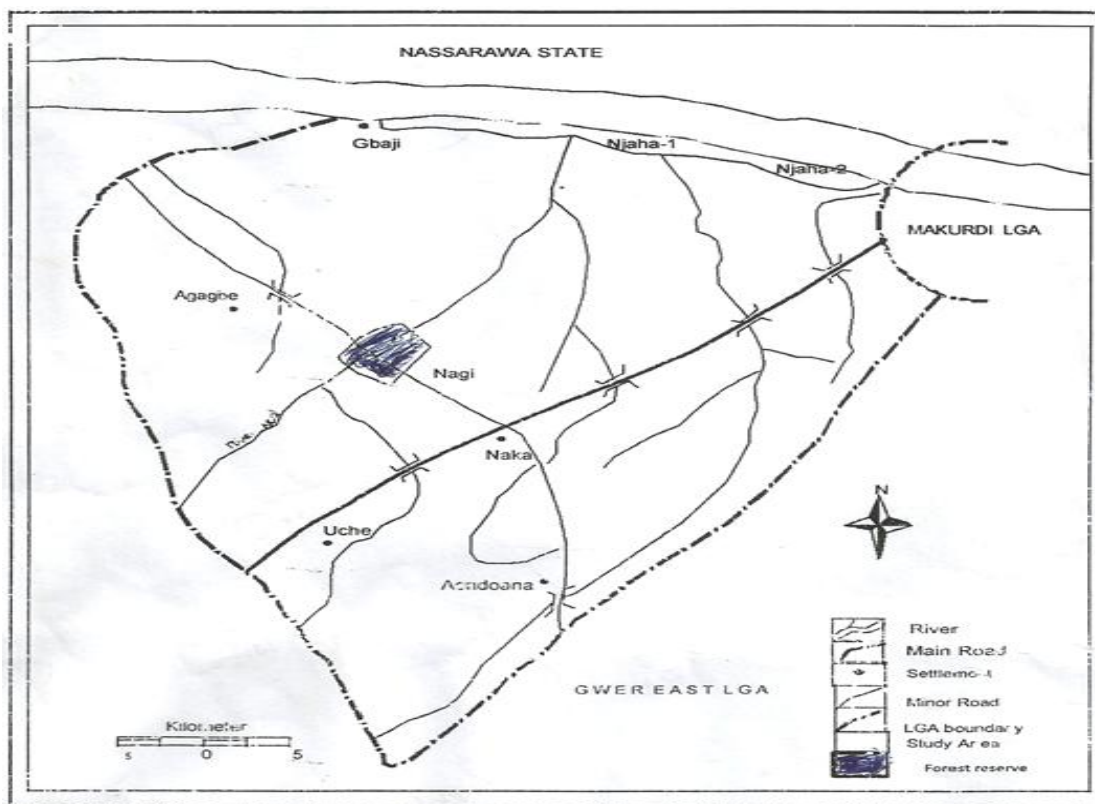 NASSARAWA STATE
Gbaji
Njaha-1
Njaha-2
MAKURDI LGA
Agagbe
Nagi
Naka
Uche
N
River
Main Road
GWER EAST LGA
Minor Road
Kilometer
LGA boundary
5 0 5
Study Area
Forest reserve